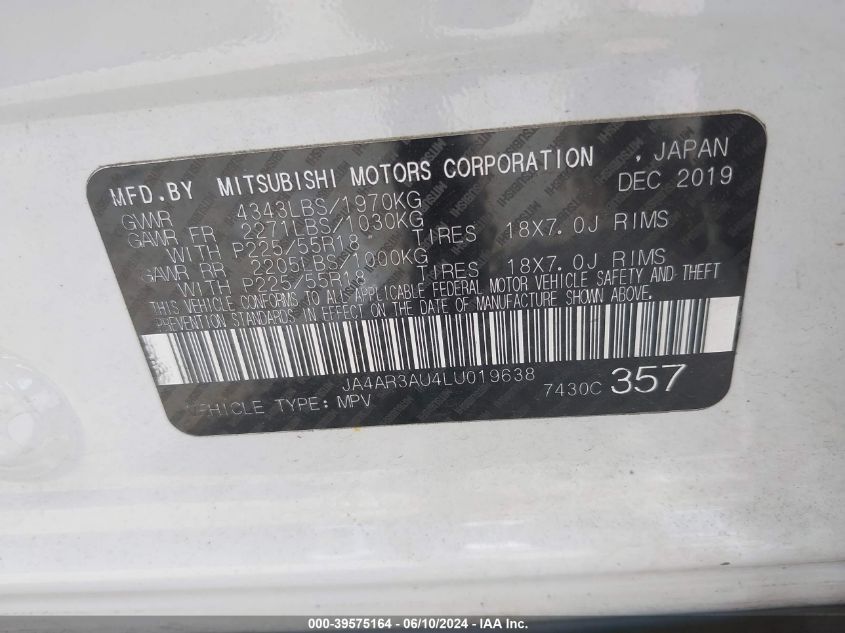 MFD.BY MITSUBISHI MOTORS CORPORATION , JAPAN
DEC 2019
GVWR 4343LBS/1970KG
GAWR FR 2271LBS/1030KG
WITH P225/55R18 TIRES 18X7.0J RIMS
GAWR RR 2205LBS/1000KG
WITH P225/55R18 TIRES 18X7.0J RIMS
THIS VEHICLE CONFORMS TO ALL APPLICABLE FEDERAL MOTOR VEHICLE SAFETY AND THEFT
PREVENTION STANDARDS IN EFFECT ON THE DATE OF MANUFACTURE SHOWN ABOVE.
JA4AR3AU4LU019638
VEHICLE TYPE: MPV 7430C 357
000-39575164 - 06/10/2024 - IAAI.COM